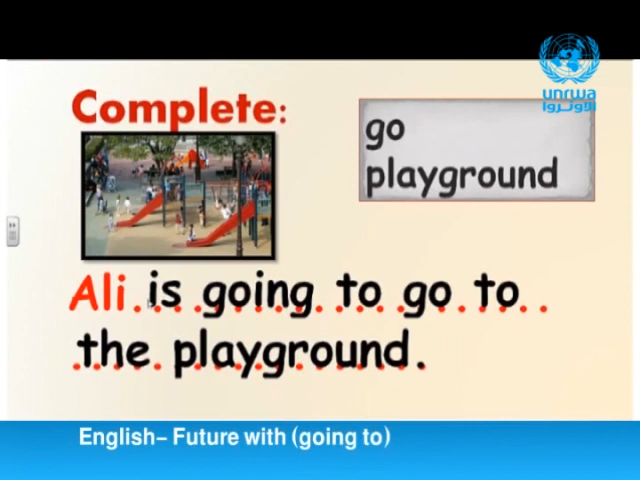 unrwa
الأونروا
Complete:
go
playground
Ali is going to go to
the playground.
English– Future with (going to)